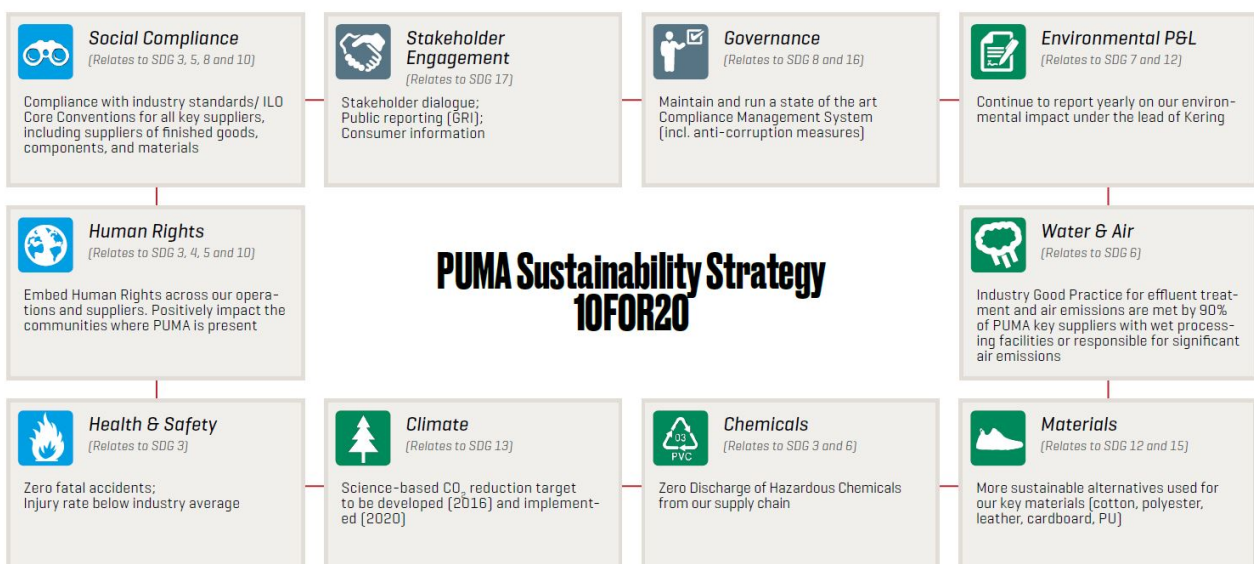 Social Compliance
(Relates to SDG 3, 5, 8 and 10)
Compliance with industry standards/ ILO
Core Conventions for all key suppliers,
including suppliers of finished goods,
components, and materials
Stakeholder
Engagement
(Relates to SDG 17)
Stakeholder dialogue;
Public reporting (GRI);
Consumer information
Governance
(Relates to SDG 8 and 16)
Maintain and run a state of the art
Compliance Management System
(incl. anti-corruption measures)
Environmental P&L
(Relates to SDG 7 and 12)
Continue to report yearly on our environ-
mental impact under the lead of Kering
Human Rights
(Relates to SDG 3, 4, 5 and 10)
Embed Human Rights across our opera-
tions and suppliers. Positively impact the
communities where PUMA is present
PUMA Sustainability Strategy
10FOR20
Water & Air
(Relates to SDG 6)
Industry Good Practice for effluent treat-
ment and air emissions are met by 90%
of PUMA key suppliers with wet process-
ing facilities or responsible for significant
air emissions
Health & Safety
(Relates to SDG 3)
Zero fatal accidents;
Injury rate below industry average
Climate
(Relates to SDG 13)
Science-based CO₂ reduction target
to be developed (2016) and implement-
ed (2020)
03
PVC
Chemicals
(Relates to SDG 3 and 6)
Zero Discharge of Hazardous Chemicals
from our supply chain
Materials
(Relates to SDG 12 and 15)
More sustainable alternatives used for
our key materials (cotton, polyester,
leather, cardboard, PU)